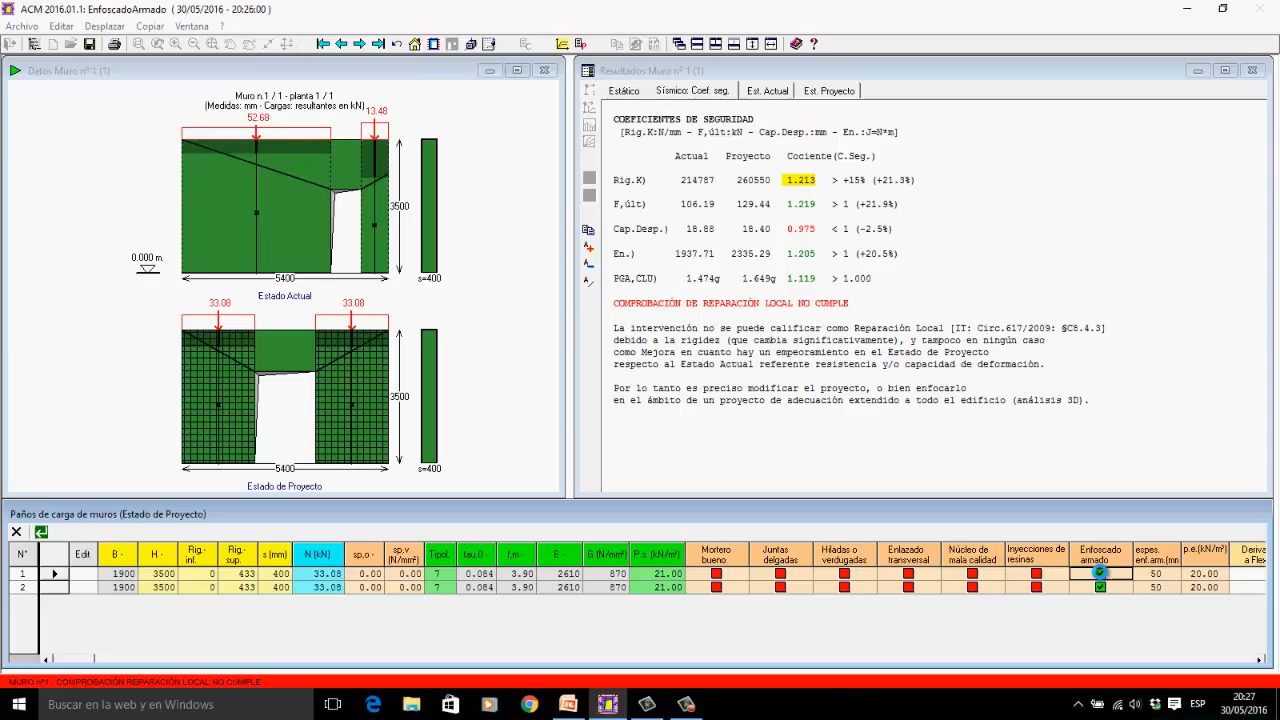 ACM 2016.01.1: EnfoscadoArmado ( 30/05/2016 - 20:26:00 )
Archivo Editar Desplazar Copiar Ventana ?
Datos Muro nº 1 (1)
Muro n.1 / 1 - planta 1 / 1
(Medidas: mm - Cargas: resultantes en kN)
52.68
13.48
3500
0.000 m.
5400
s=400
Estado Actual
33.08
33.08
3500
5400
s=400
Estado de Proyecto
Resultados Muro nº 1 (1)
Estático Sísmico: Coef. seg. Est. Actual Est. Proyecto
COEFICIENTES DE SEGURIDAD
[Rig.K:N/mm - F,últ:kN - Cap.Desp.:mm - En.:J=N*m]
Actual Proyecto Cociente(C.Seg.)
Rig.K) 214787 260550 1.213 > +15% (+21.3%)
F,últ) 106.19 129.44 1.219 > 1 (+21.9%)
Cap.Desp.) 18.88 18.40 0.975 < 1 (-2.5%)
En.) 1937.71 2335.29 1.205 > 1 (+20.5%)
PGA,CLU) 1.474g 1.649g 1.119 > 1.000
COMPROBACIÓN DE REPARACIÓN LOCAL NO CUMPLE
La intervención no se puede calificar como Reparación Local [IT: Circ.617/2009: §C8.4.3]
debido a la rigidez (que cambia significativamente), y tampoco en ningún caso
como Mejora en cuanto hay un empeoramiento en el Estado de Proyecto
respecto al Estado Actual referente resistencia y/o capacidad de deformación.
Por lo tanto es preciso modificar el proyecto, o bien enfocarlo
en el ámbito de un proyecto de adecuación extendido a todo el edificio (análisis 3D).
Paños de carga de muros (Estado de Proyecto)
N° Edit B - H - Rig.- inf. Rig.- sup. s (mm) N (kN) sp,o - sp,v (N/mm²) Tipol. tau,0 - f,m - E - G (N/mm²) P.s. (kN/m³) Mortero bueno Juntas delgadas Hiladas o verdugadas Enlazado transversal Núcleo de mala calidad Inyecciones de resinas Enfoscado armado espes. enf.arm.(mm p.e.(kN/m³) Deriva a Flex
1 1900 3500 0 433 400 33.08 0.00 0.00 7 0.084 3.90 2610 870 21.00 50 20.00
2 1900 3500 0 433 400 33.08 0.00 0.00 7 0.084 3.90 2610 870 21.00 50 20.00
MURO nº1 : COMPROBACIÓN REPARACIÓN LOCAL NO CUMPLE
Buscar en la web y en Windows
ESP
20:27
30/05/2016